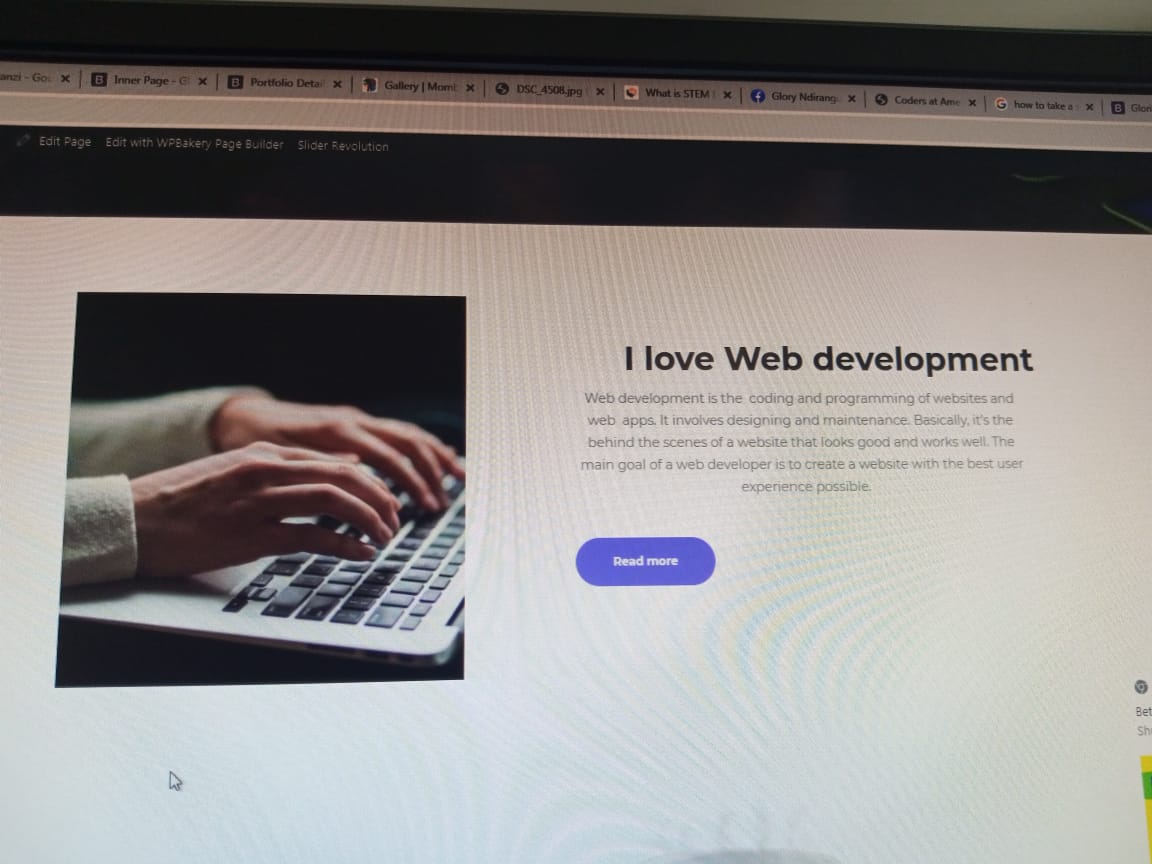 anzi - Go
Inner Page - G
Portfolio Detai
Gallery | Momb
DSC_4508.jpg
What is STEM
Glory Ndirang
Coders at Ame
how to take a s
Glori
Edit Page
Edit with WPBakery Page Builder
Slider Revolution
I love Web development
Web development is the coding and programming of websites and
web apps. It involves designing and maintenance. Basically, it's the
behind the scenes of a website that looks good and works well. The
main goal of a web developer is to create a website with the best user
experience possible.
Read more
Bet
Sh